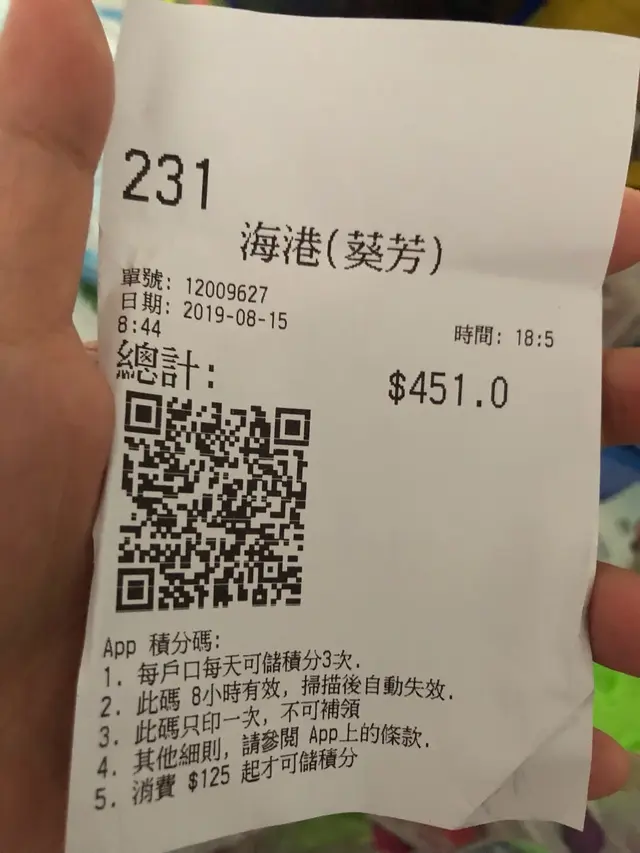 231
海港(葵芳)
單號: 12009627
日期: 2019-08-15 時間: 18:5
8:44
總計: $451.0
App 積分碼:
1. 每戶口每天可儲積分3次.
2. 此碼 8小時有效, 掃描後自動失效.
3. 此碼只印一次, 不可補領
4. 其他細則, 請參閱 App上的條款.
5. 消費 $125 起才可儲積分